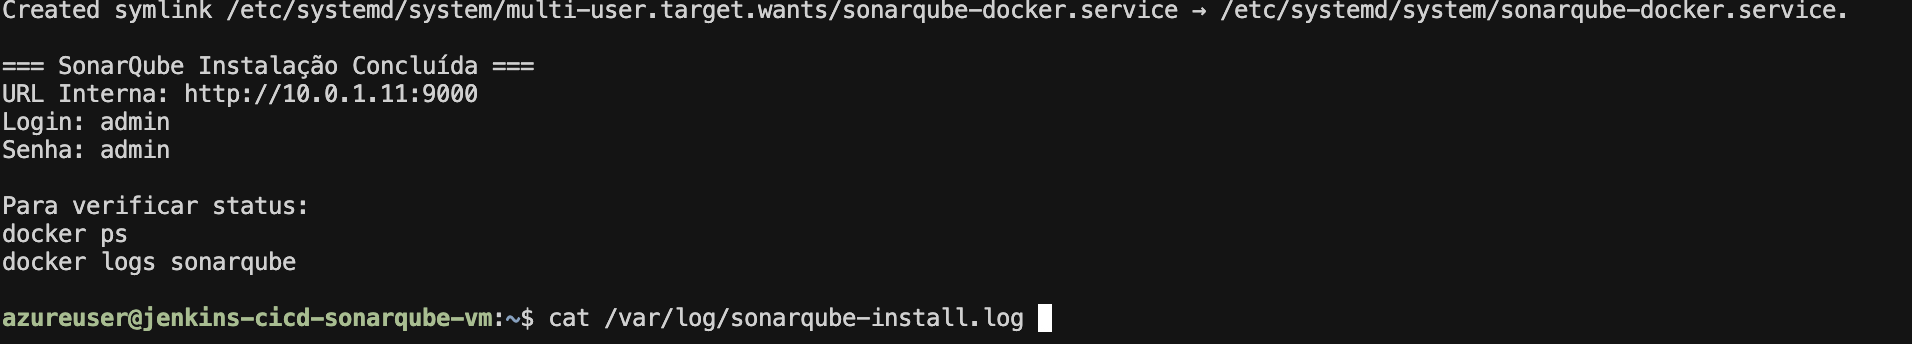 Created symlink /etc/systemd/system/multi-user.target.wants/sonarqube-docker.service → /etc/systemd/system/sonarqube-docker.service.
=== SonarQube Instalação Concluída ===
URL Interna: http://10.0.1.11:9000
Login: admin
Senha: admin
Para verificar status:
docker ps
docker logs sonarqube
azureuser@jenkins-cicd-sonarqube-vm:~$ cat /var/log/sonarqube-install.log